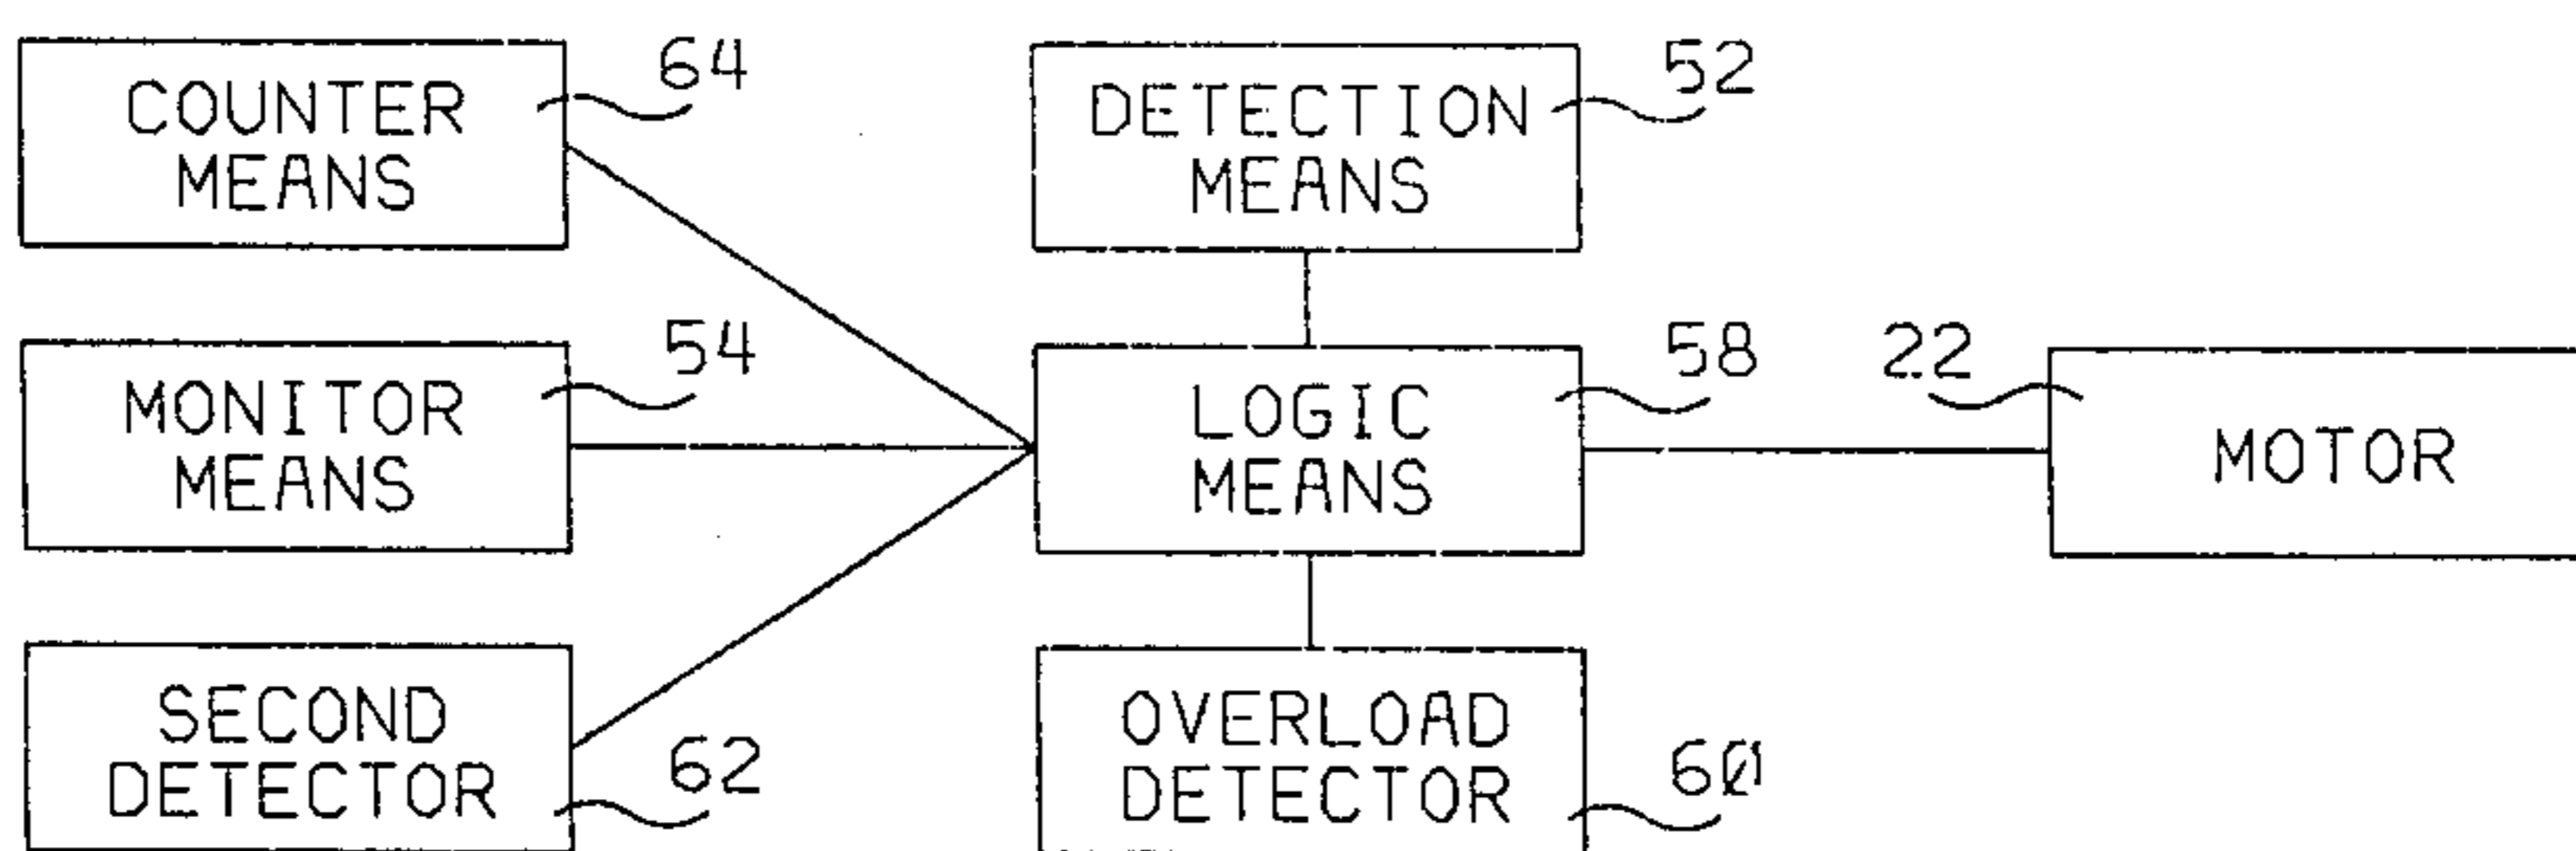 COUNTER
MEANS
64
DETECTION
MEANS
52
MONITOR
MEANS
54
LOGIC
MEANS
58
22
MOTOR
SECOND
DETECTOR
62
OVERLOAD
DETECTOR